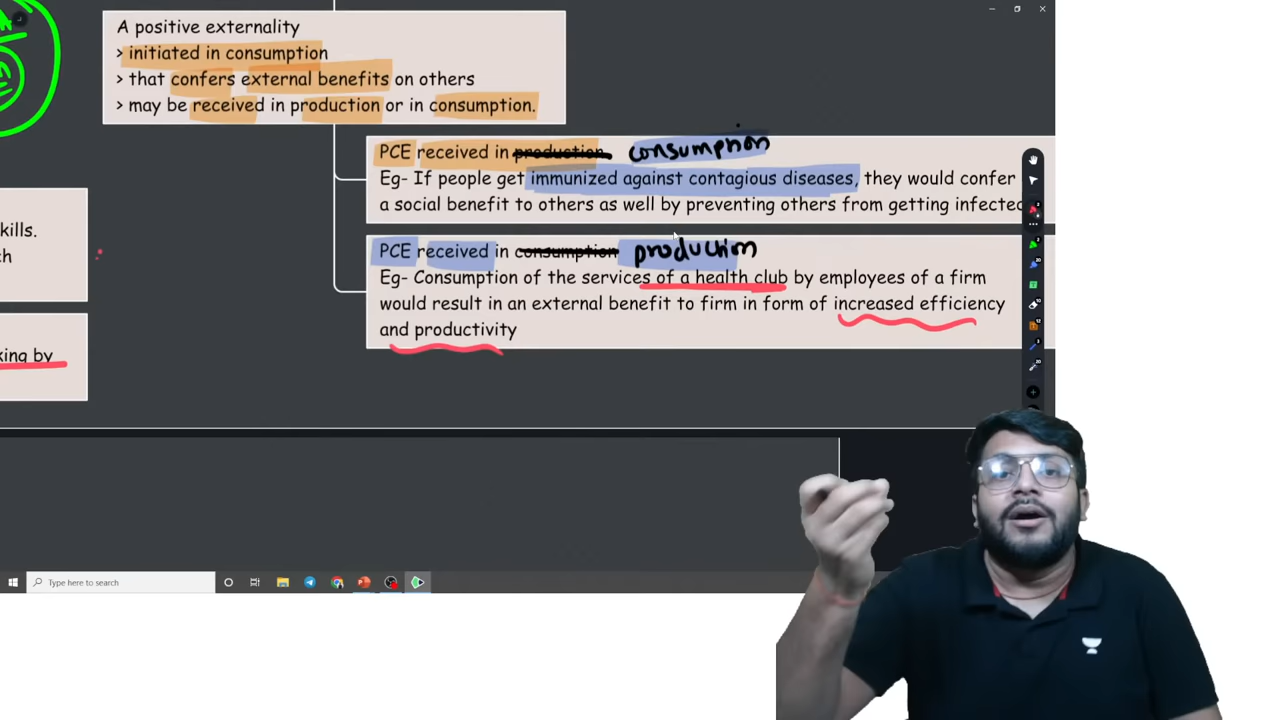 A positive externality
> initiated in consumption
> that confers external benefits on others
> may be received in production or in consumption.
PCE received in production consumption
Eg- If people get immunized against contagious diseases, they would confer
a social benefit to others as well by preventing others from getting infected
PCE received in consumption production
Eg- Consumption of the services of a health club by employees of a firm
would result in an external benefit to firm in form of increased efficiency
and productivity
kills.
ch
king by
Type here to search